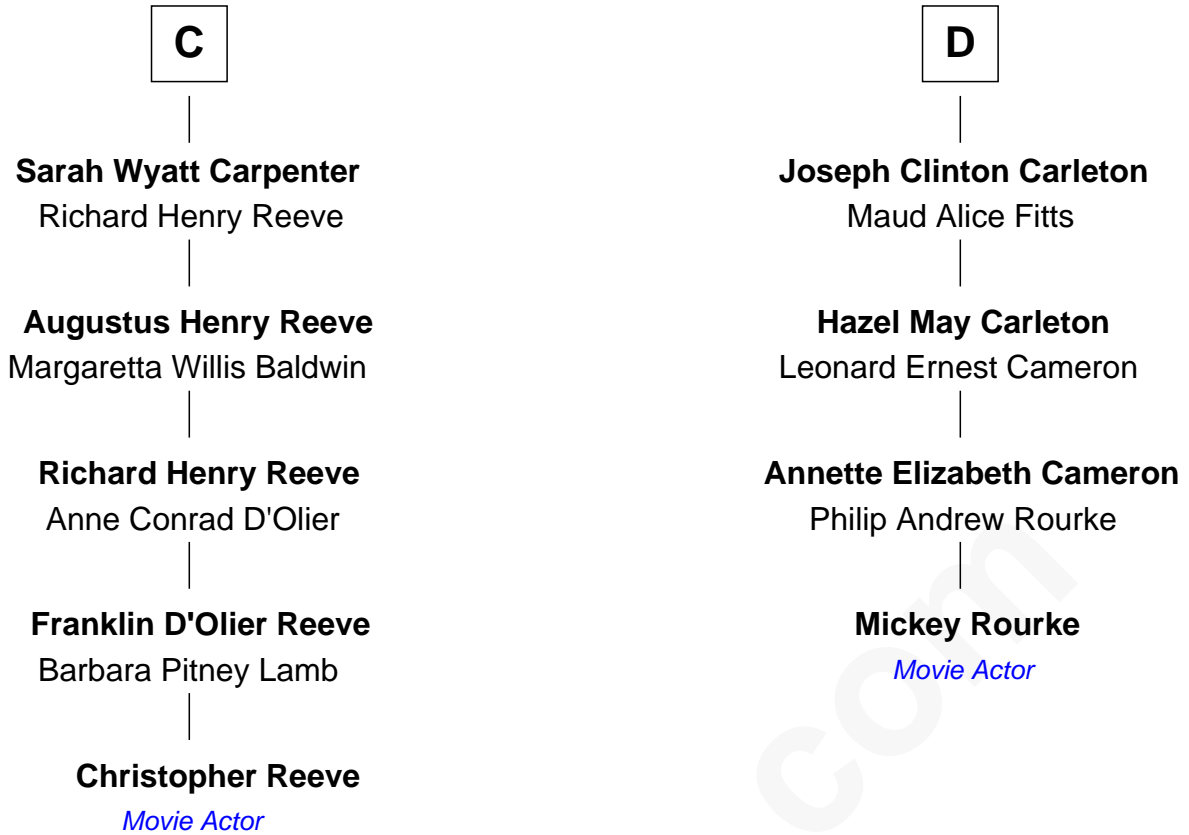 C
Sarah Wyatt Carpenter
Richard Henry Reeve
Augustus Henry Reeve
Margaretta Willis Baldwin
Richard Henry Reeve
Anne Conrad D'Olier
Franklin D'Olier Reeve
Barbara Pitney Lamb
Christopher Reeve
Movie Actor
D
Joseph Clinton Carleton
Maud Alice Fitts
Hazel May Carleton
Leonard Ernest Cameron
Annette Elizabeth Cameron
Philip Andrew Rourke
Mickey Rourke
Movie Actor
com